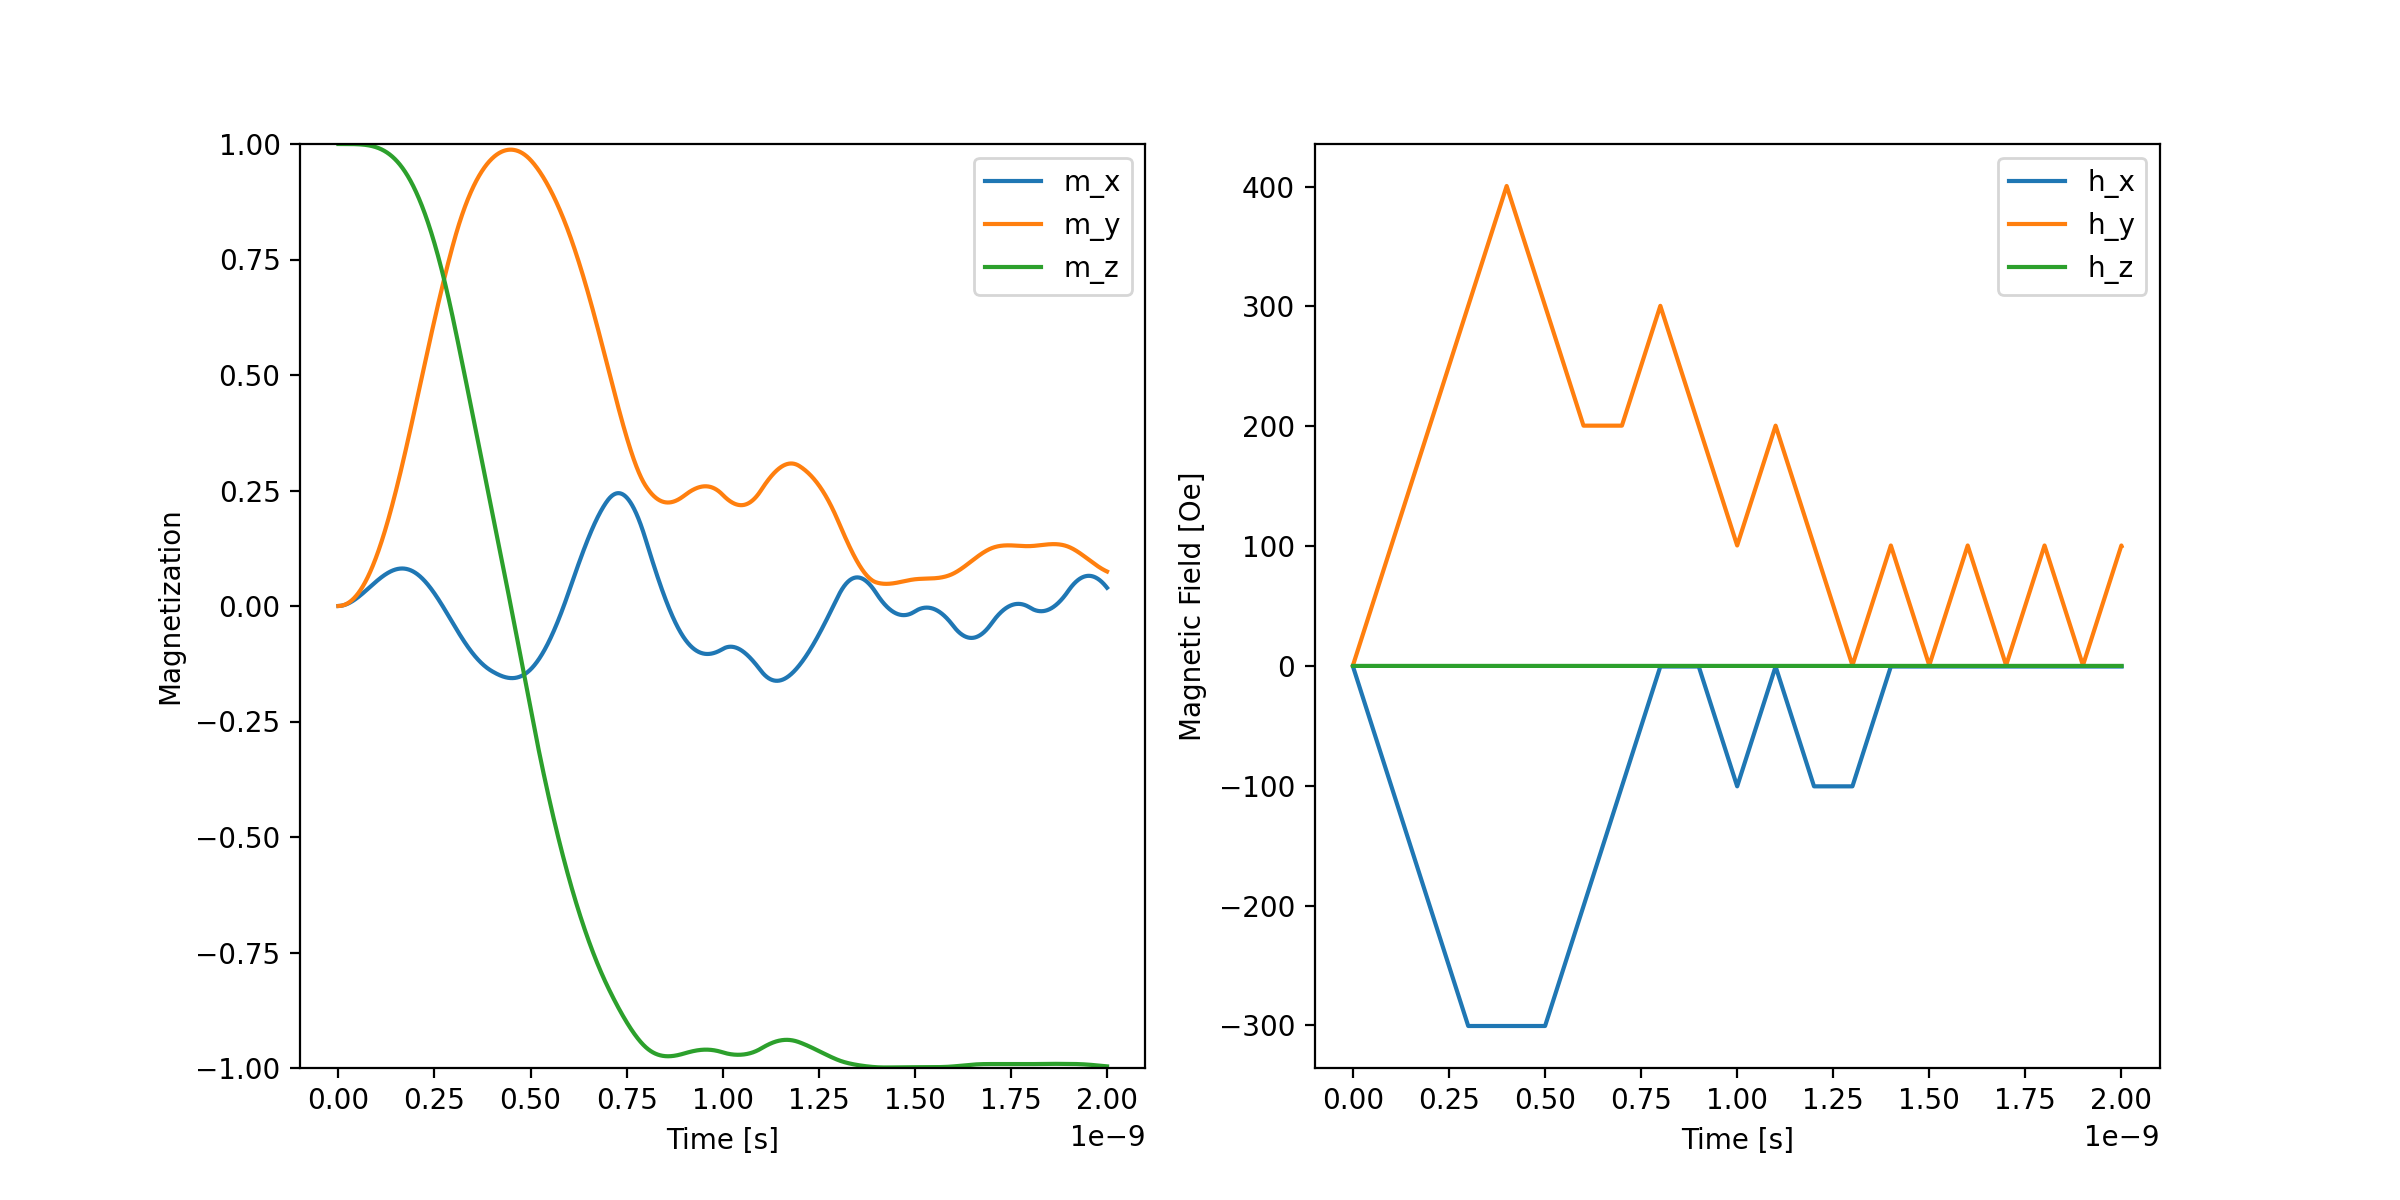 1.00
0.75
0.50
0.25
0.00
−0.25
−0.50
−0.75
−1.00
Magnetization
0.00 0.25 0.50 0.75 1.00 1.25 1.50 1.75 2.00
Time [s]
1e−9
m_x
m_y
m_z
400
300
200
100
0
−100
−200
−300
Magnetic Field [Oe]
0.00 0.25 0.50 0.75 1.00 1.25 1.50 1.75 2.00
Time [s]
1e−9
h_x
h_y
h_z